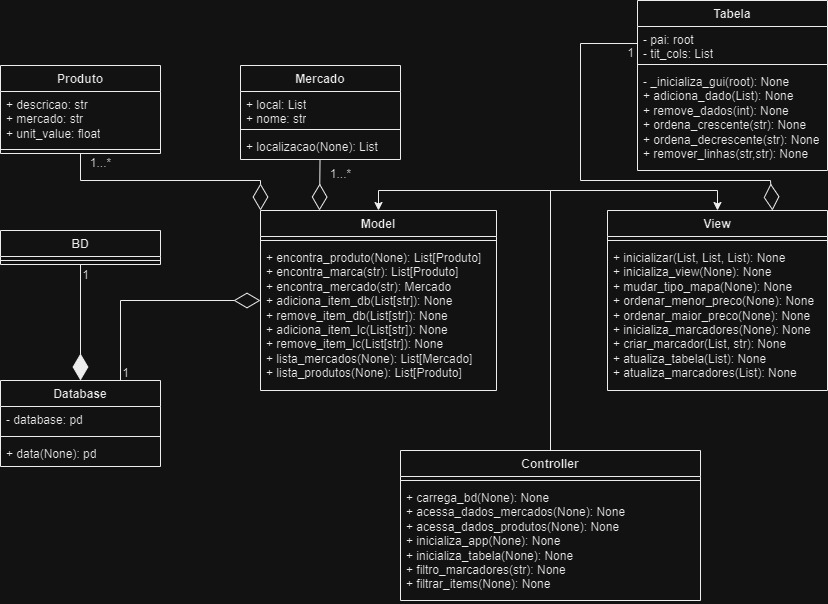 Tabela
- pai: root
- tit_cols: List
- _inicializa_gui(root): None
+ adiciona_dado(List): None
+ remove_dados(int): None
+ ordena_crescente(str): None
+ ordena_decrescente(str): None
+ remover_linhas(str,str): None
1
Produto
+ descricao: str
+ mercado: str
+ unit_value: float
1...*
Mercado
+ local: List
+ nome: str
+ localizacao(None): List
1...*
BD
1
Model
+ encontra_produto(None): List[Produto]
+ encontra_marca(str): List[Produto]
+ encontra_mercado(str): Mercado
+ adiciona_item_db(List[str]): None
+ remove_item_db(List[str]): None
+ adiciona_item_lc(List[str]): None
+ remove_item_lc(List[str]): None
+ lista_mercados(None): List[Mercado]
+ lista_produtos(None): List[Produto]
View
+ inicializar(List, List, List): None
+ inicializa_view(None): None
+ mudar_tipo_mapa(None): None
+ ordenar_menor_preco(None): None
+ ordenar_maior_preco(None): None
+ inicializa_marcadores(None): None
+ criar_marcador(List, str): None
+ atualiza_tabela(List): None
+ atualiza_marcadores(List): None
1
Database
- database: pd
+ data(None): pd
Controller
+ carrega_bd(None): None
+ acessa_dados_mercados(None): None
+ acessa_dados_produtos(None): None
+ inicializa_app(None): None
+ inicializa_tabela(None): None
+ filtro_marcadores(str): None
+ filtrar_items(None): None